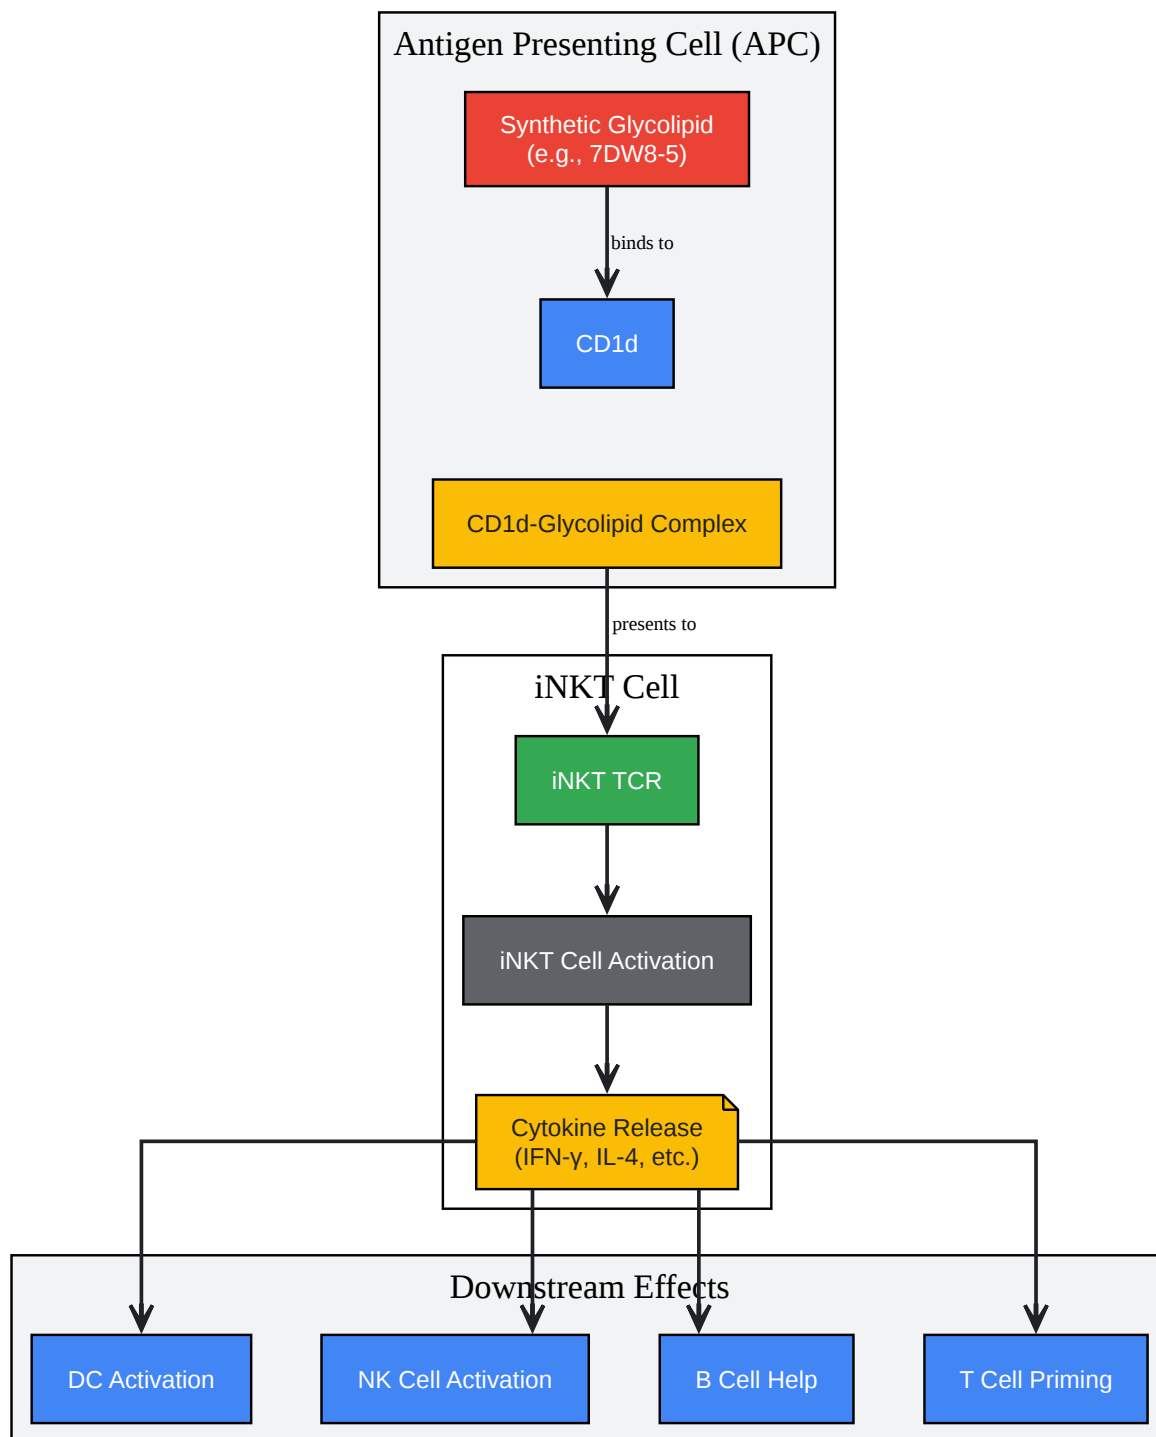 Antigen Presenting Cell (APC)
Synthetic Glycolipid
(e.g., 7DW8-5)
binds to
CD1d
CD1d-Glycolipid Complex
presents to
iNKT Cell
iNKT TCR
iNKT Cell Activation
Cytokine Release
(IFN-γ, IL-4, etc.)
Downstream Effects
DC Activation
NK Cell Activation
B Cell Help
T Cell Priming